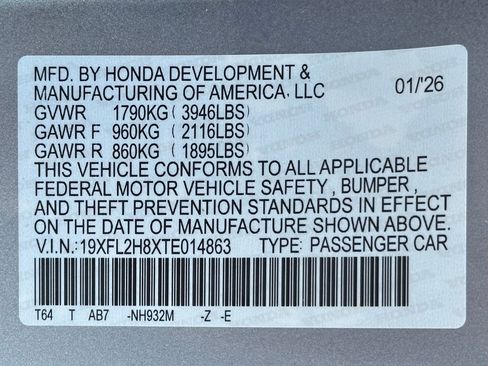 MFD. BY HONDA DEVELOPMENT &
MANUFACTURING OF AMERICA, LLC 01/'26
GVWR 1790KG (3946LBS)
GAWR F 960KG (2116LBS)
GAWR R 860KG (1895LBS)
THIS VEHICLE CONFORMS TO ALL APPLICABLE
FEDERAL MOTOR VEHICLE SAFETY, BUMPER,
AND THEFT PREVENTION STANDARDS IN EFFECT
ON THE DATE OF MANUFACTURE SHOWN ABOVE.
V.I.N.:19XFL2H8XTE014863 TYPE: PASSENGER CAR
T64 T AB7 -NH932M -Z -E